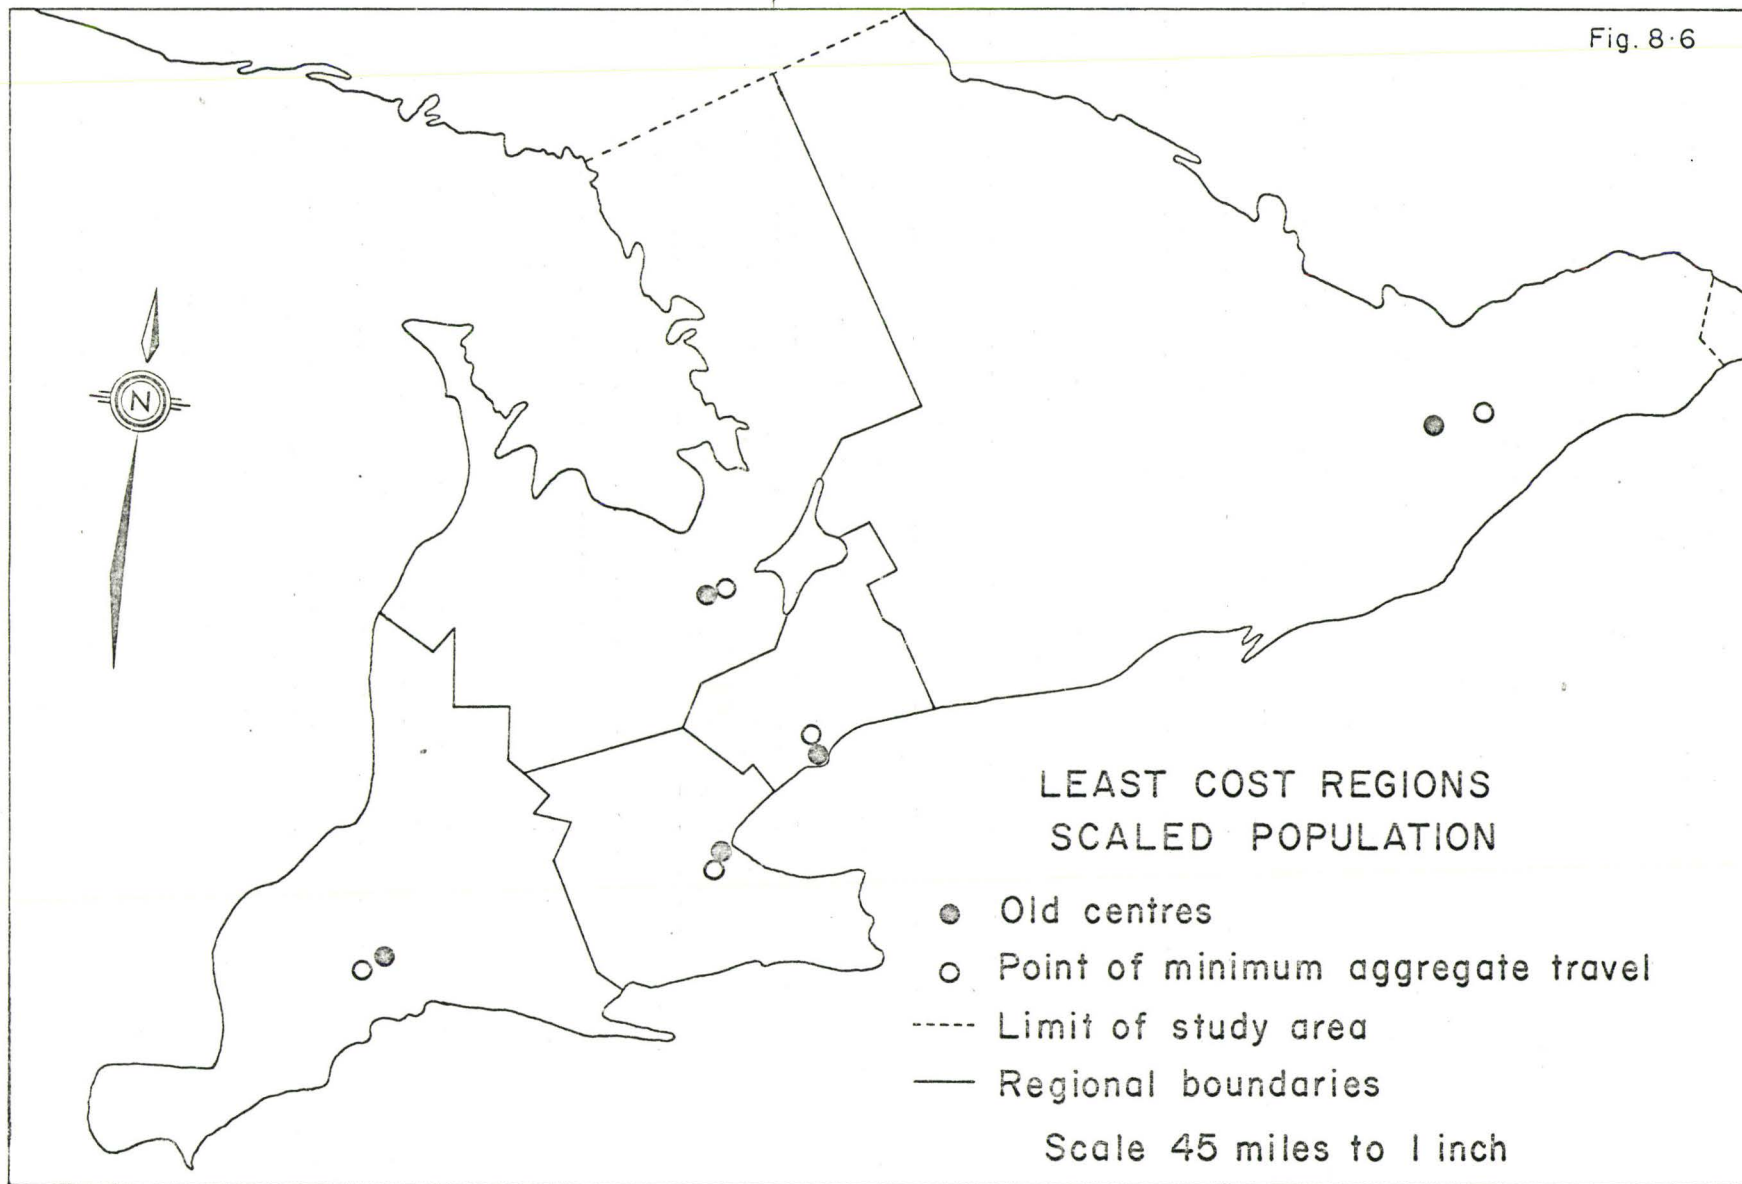 Fig. 8·6
N
LEAST COST REGIONS
SCALED POPULATION
Old centres
Point of minimum aggregate travel
Limit of study area
Regional boundaries
Scale 45 miles to 1 inch